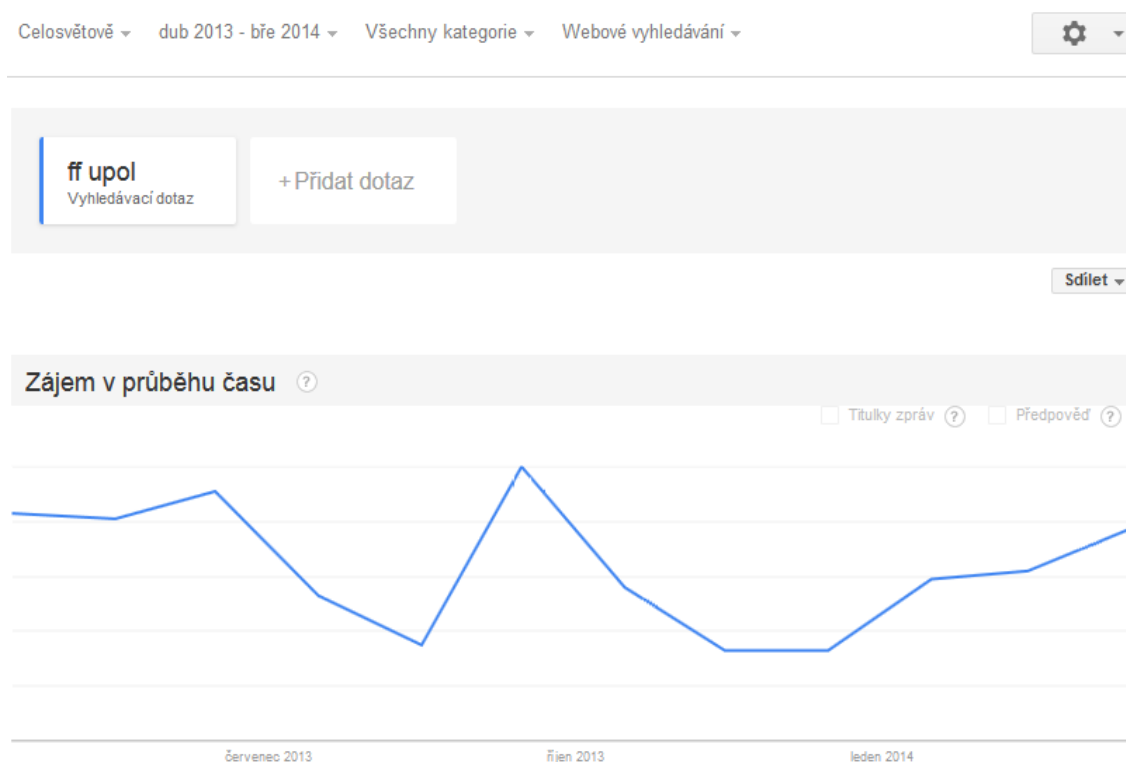 Celosvětově dub 2013 - bře 2014 Všechny kategorie Webové vyhledávání
ff upol
Vyhledávací dotaz
+Přidat dotaz
Sdílet
Zájem v průběhu času ?
Titulky zpráv ? Předpověď ?
červenec 2013 říjen 2013 leden 2014